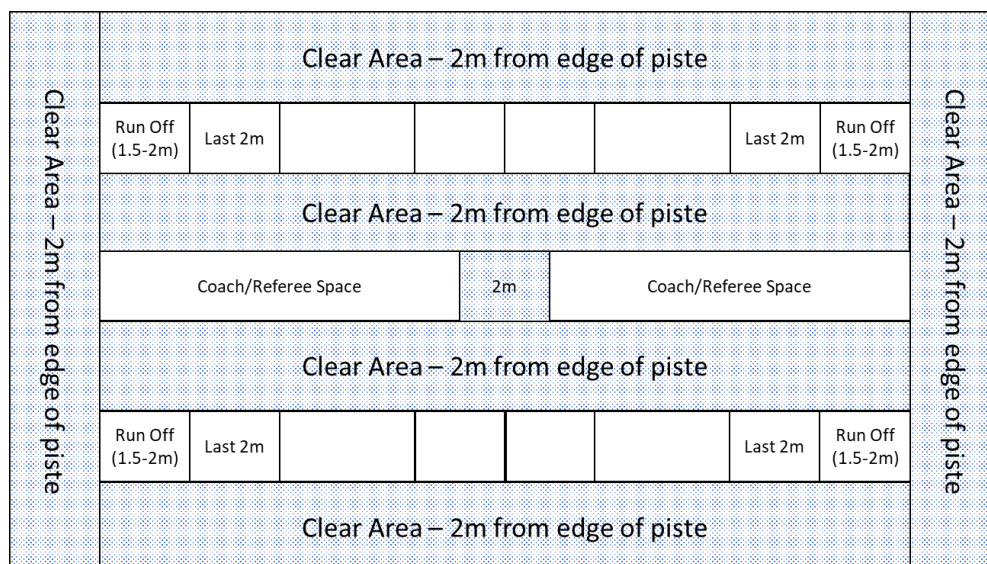 Clear Area – 2m from edge of piste
Clear Area – 2m from edge of piste
Run Off
(1.5-2m)
Last 2m
Last 2m
Run Off
(1.5-2m)
Clear Area – 2m from edge of piste
Coach/Referee Space
2m
Coach/Referee Space
Clear Area – 2m from edge of piste
Run Off
(1.5-2m)
Last 2m
Last 2m
Run Off
(1.5-2m)
Clear Area – 2m from edge of piste
Clear Area – 2m from edge of piste